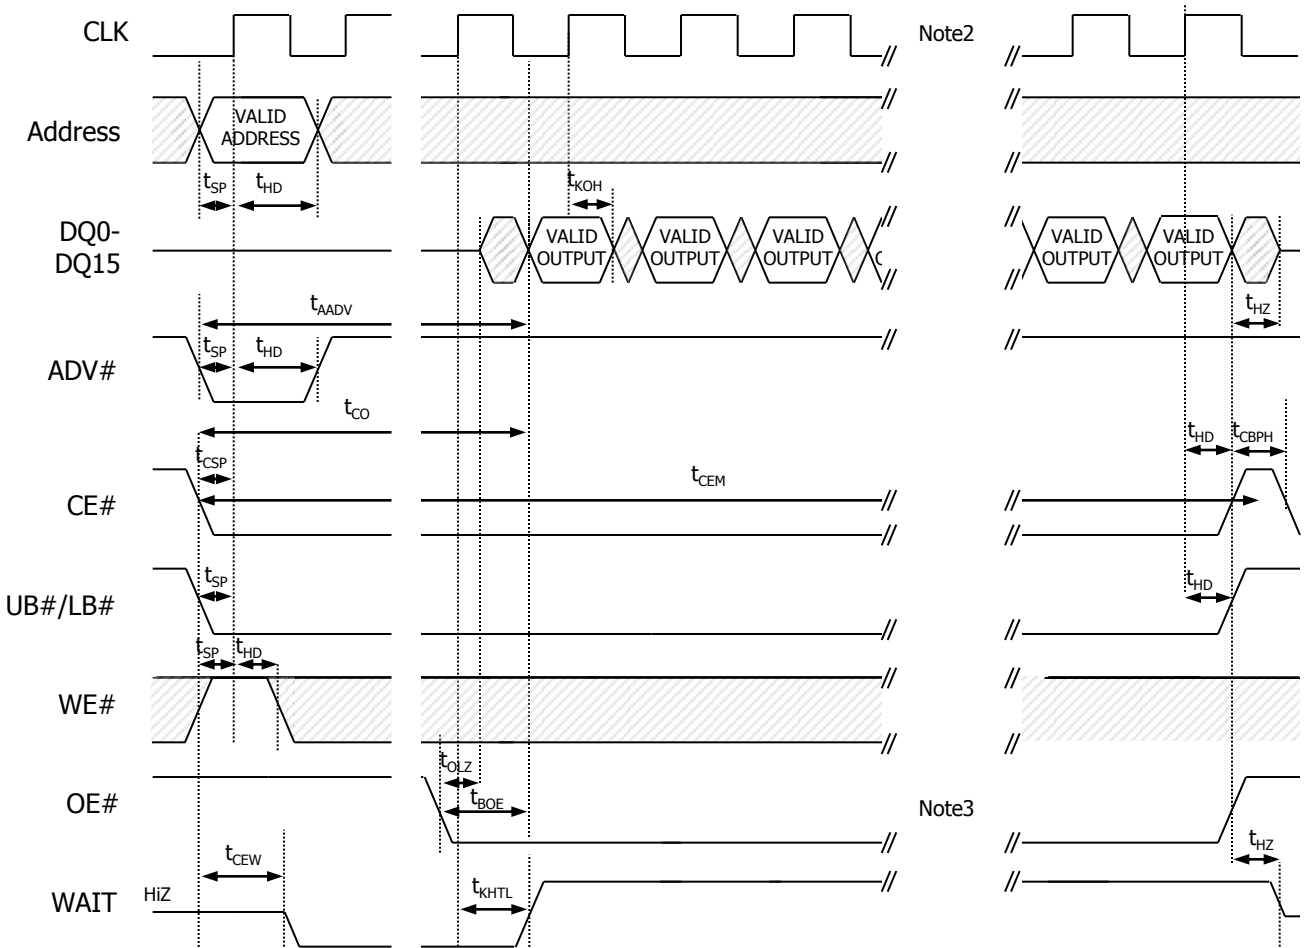 CLK
Note2
Address
VALID
ADDRESS
tSP
tHD
tKOH
DQ0-
DQ15
VALID
OUTPUT
VALID
OUTPUT
VALID
OUTPUT
VALID
OUTPUT
VALID
OUTPUT
tHZ
tAADV
ADV#
tSP
tHD
tCO
tHD
tCBPH
tCSP
tCEM
CE#
UB#/LB#
tSP
tHD
tSP
tHD
WE#
tOLZ
OE#
tBOE
Note3
tCEW
tHZ
WAIT
HiZ
tKHTL